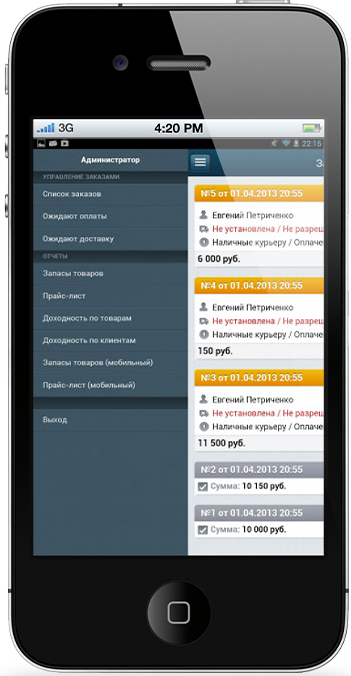 3G 4:20 PM
22:15
Администратор
УПРАВЛЕНИЕ ЗАКАЗАМИ
Список заказов
Ожидают оплаты
Ожидают доставку
ОТЧЕТЫ
Запасы товаров
Прайс-лист
Доходность по товарам
Доходность по клиентам
Запасы товаров (мобильный)
Прайс-лист (мобильный)
Выход
№5 от 01.04.2013 20:55
Евгений Петриченко
Не установлена / Не разреш
Наличные курьеру / Оплаче
6 000 руб.
№4 от 01.04.2013 20:55
Евгений Петриченко
Не установлена / Не разреш
Наличные курьеру / Оплаче
150 руб.
№3 от 01.04.2013 20:55
Евгений Петриченко
Не установлена / Не разреш
Наличные курьеру / Оплаче
11 500 руб.
№2 от 01.04.2013 20:55
Сумма: 10 150 руб.
№1 от 01.04.2013 20:55
Сумма: 10 000 руб.